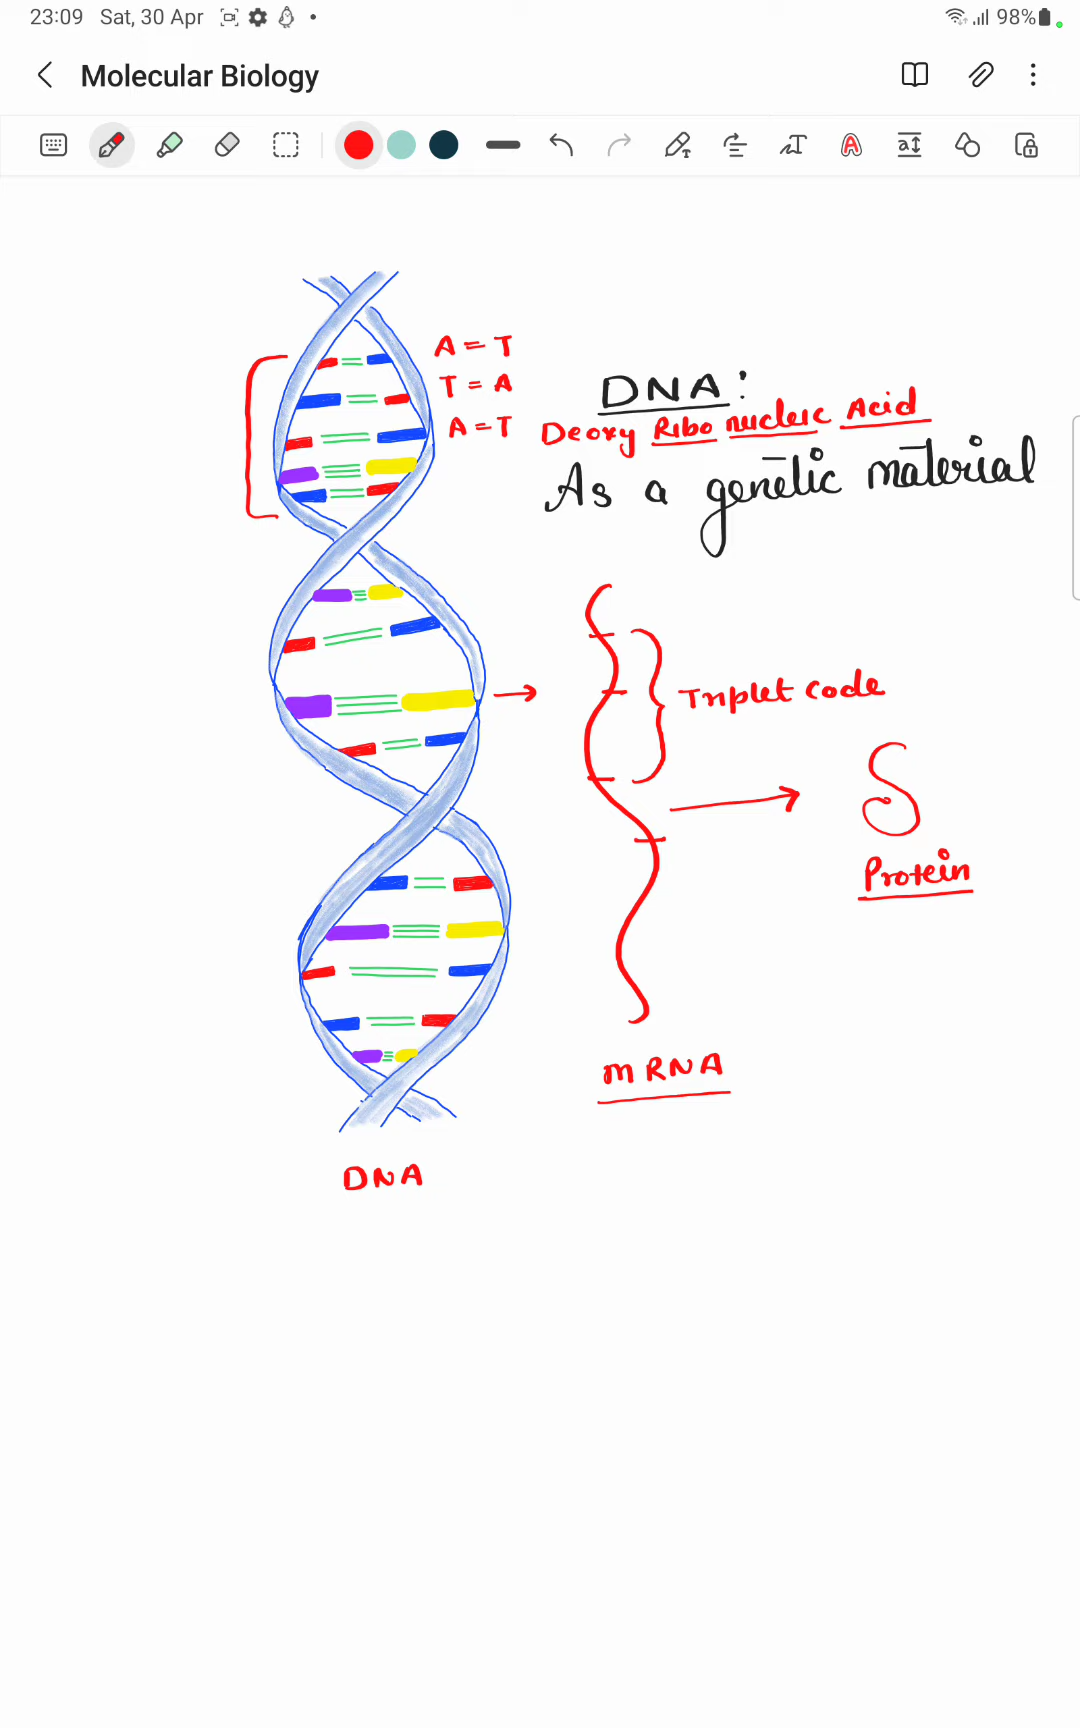 23:09 Sat, 30 Apr
98%
Molecular Biology
A = T
T = A
A = T
DNA:
Deoxy Ribo nucleic Acid
As a genetic material
Triplet code
Protein
mRNA
DNA